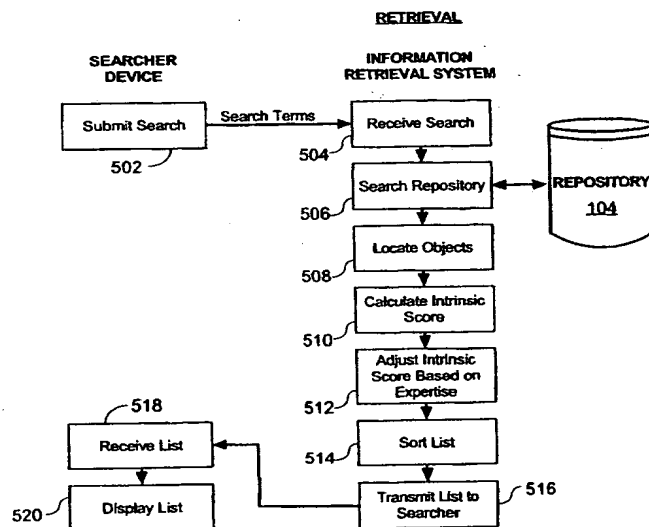 RETRIEVAL
SEARCHER
DEVICE
INFORMATION
RETRIEVAL SYSTEM
Submit Search
502
Search Terms
Receive Search
504
Search Repository
506
REPOSITORY
104
Locate Objects
508
Calculate Intrinsic
Score
510
Adjust Intrinsic
Score Based on
Expertise
512
Sort List
514
Transmit List to
Searcher
516
518
Receive List
Display List
520